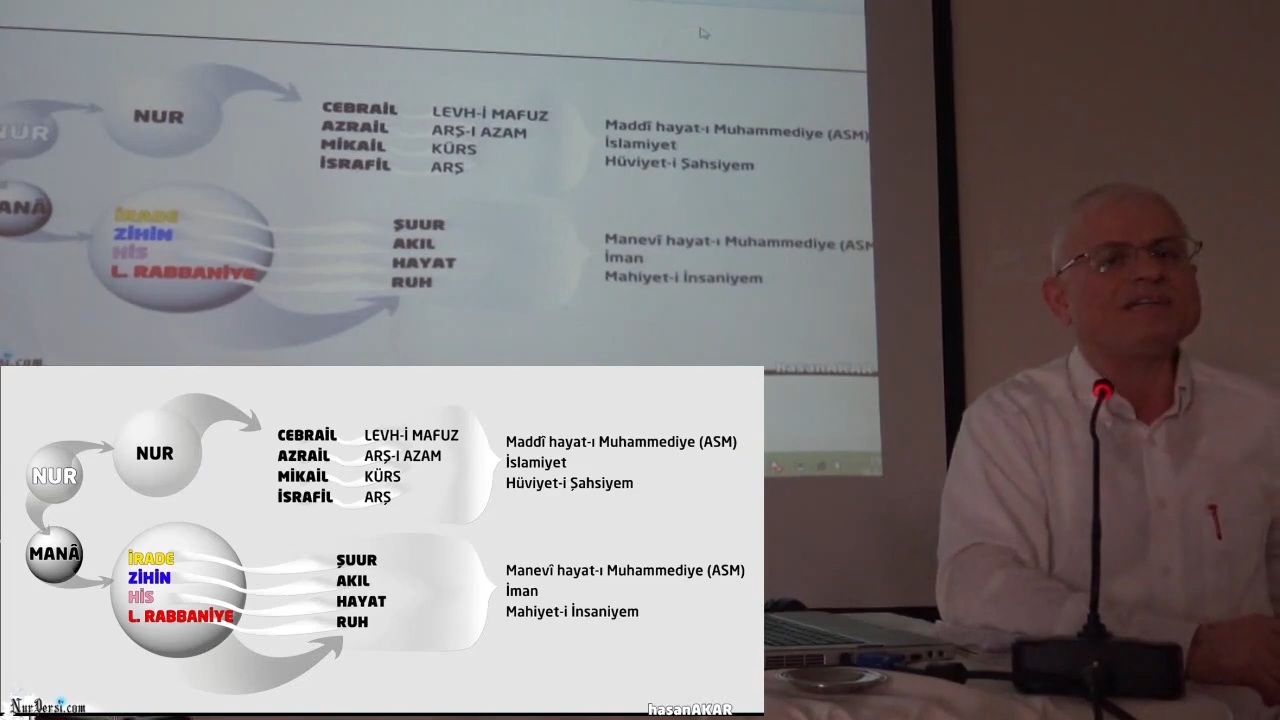 NUR
NUR
CEBRAİL LEVH-İ MAFUZ
AZRAİL ARŞ-I AZAM
MİKAİL KÜRS
İSRAFİL ARŞ
Maddî hayat-ı Muhammediye (ASM)
İslamiyet
Hüviyet-i Şahsiyem
MANÂ
İRADE
ZİHİN
HİS
L. RABBANİYE
ŞUUR
AKIL
HAYAT
RUH
Manevî hayat-ı Muhammediye (ASM
İman
Mahiyet-i İnsaniyem
hasanAKAR
NUR
NUR
CEBRAİL LEVH-İ MAFUZ
AZRAİL ARŞ-I AZAM
MİKAİL KÜRS
İSRAFİL ARŞ
Maddî hayat-ı Muhammediye (ASM)
İslamiyet
Hüviyet-i Şahsiyem
MANÂ
İRADE
ZİHİN
HİS
L. RABBANİYE
ŞUUR
AKIL
HAYAT
RUH
Manevî hayat-ı Muhammediye (ASM)
İman
Mahiyet-i İnsaniyem
NurDersi.com
hasanAKAR